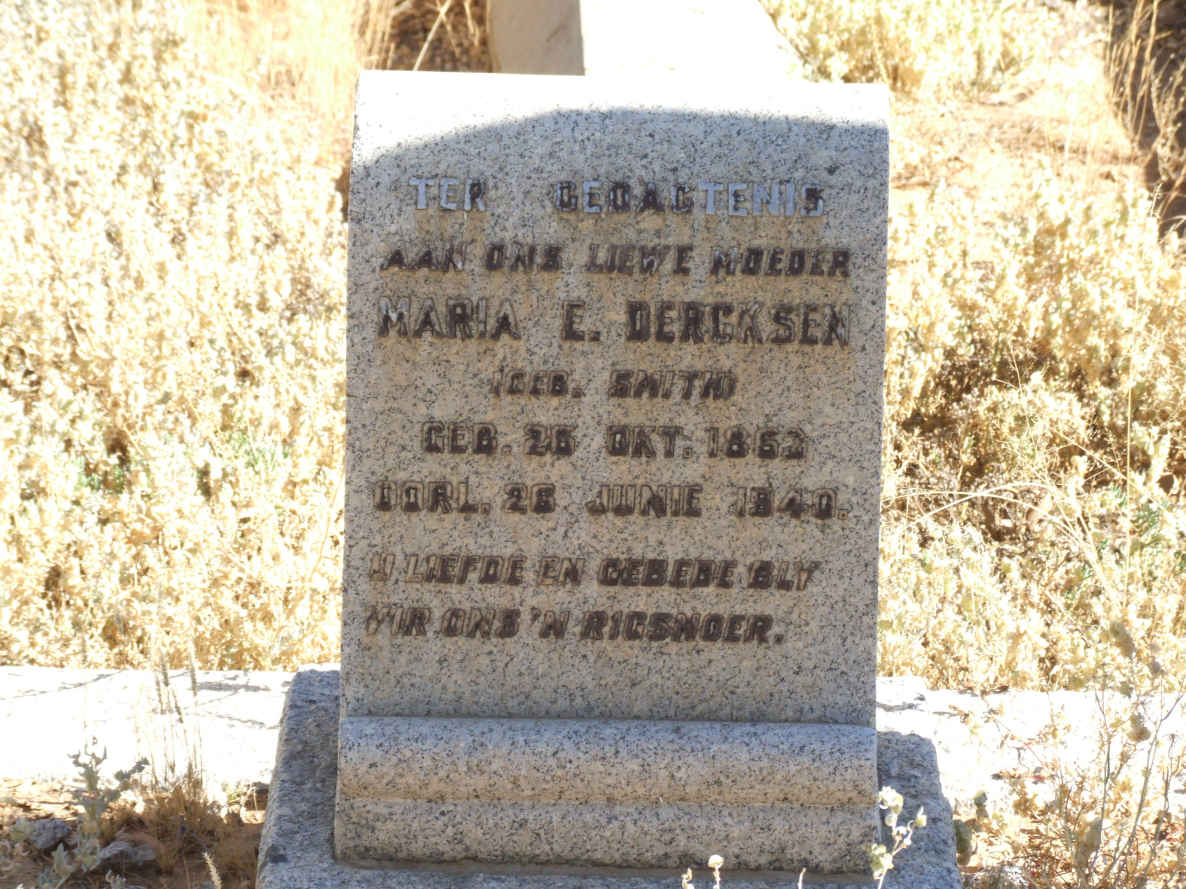 TER GEDAGTENIS
AAN ONS LIEWE MOEDER
MARIA E. DERCKSEN
(GEB. SMITH)
GEB. 26 OKT. 1863
OORL. 26 JUNIE 1940.
U LIEFDE EN GEBEDE BLY
VIR ONS 'N RIGSNOER.